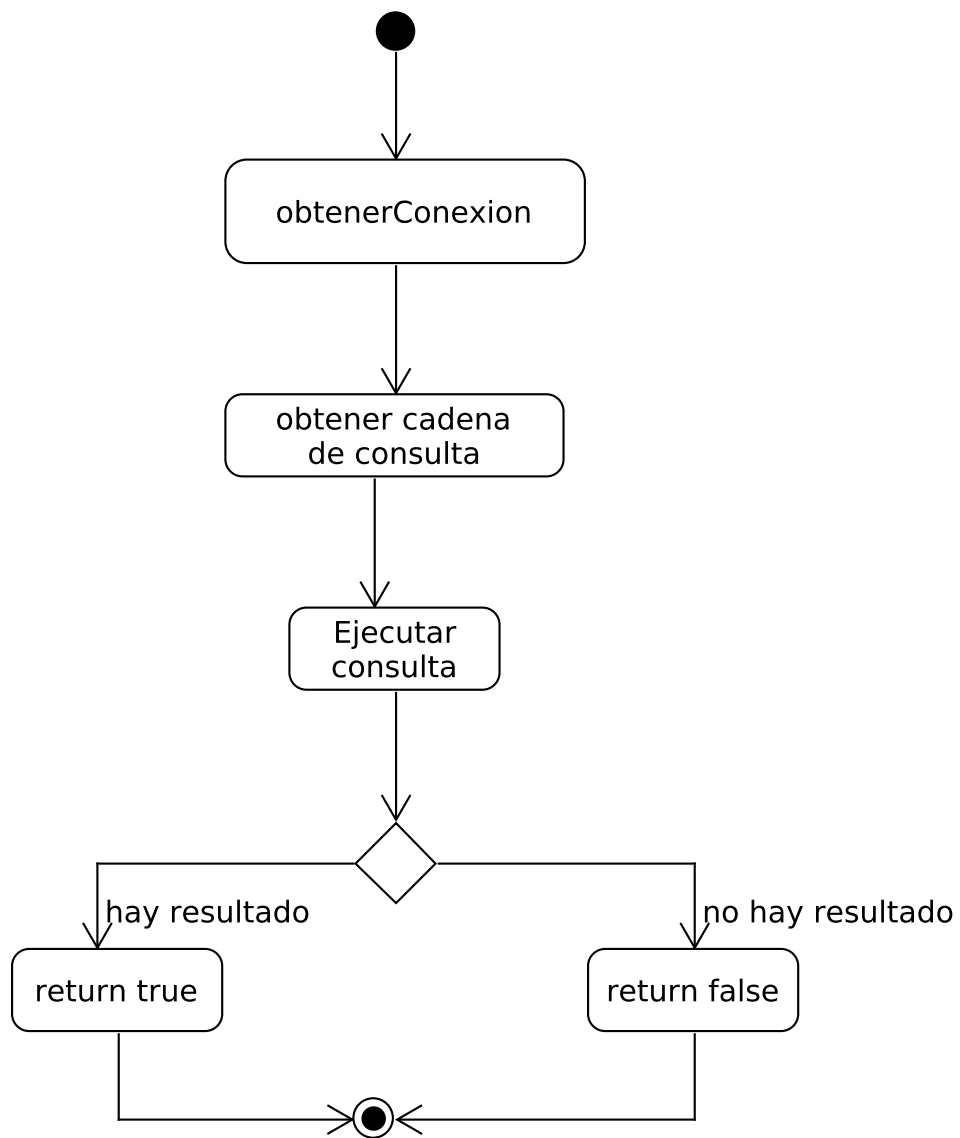 obtenerConexion
obtener cadena
de consulta
Ejecutar
consulta
hay resultado
no hay resultado
return true
return false